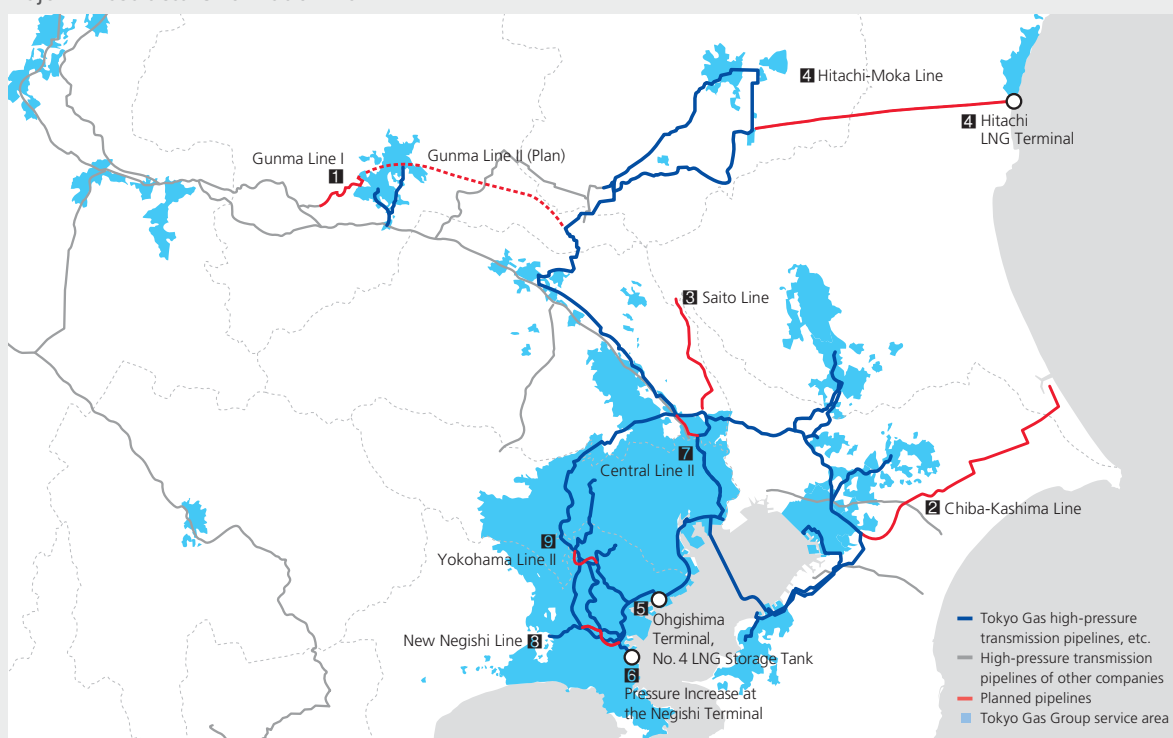 4 Hitachi-Moka Line
4 Hitachi
LNG Terminal
Gunma Line I
1
Gunma Line II (Plan)
3 Saito Line
7
Central Line II
2 Chiba-Kashima Line
9
Yokohama Line II
5
Ohgishima
Terminal,
No. 4 LNG Storage Tank
New Negishi Line 8
6
Pressure Increase at
the Negishi Terminal
Tokyo Gas high-pressure
transmission pipelines, etc.
High-pressure transmission
pipelines of other companies
Planned pipelines
Tokyo Gas Group service area